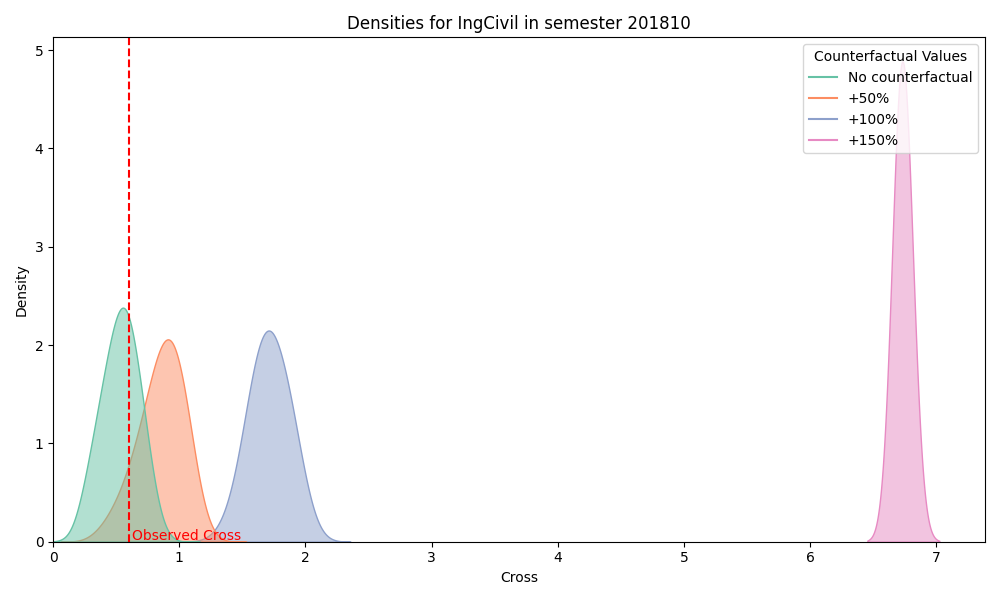 Densities for IngCivil in semester 201810
Counterfactual Values
No counterfactual
+50%
+100%
+150%
Density
5
4
3
2
1
0
Observed Cross
0 1 2 3 4 5 6 7
Cross